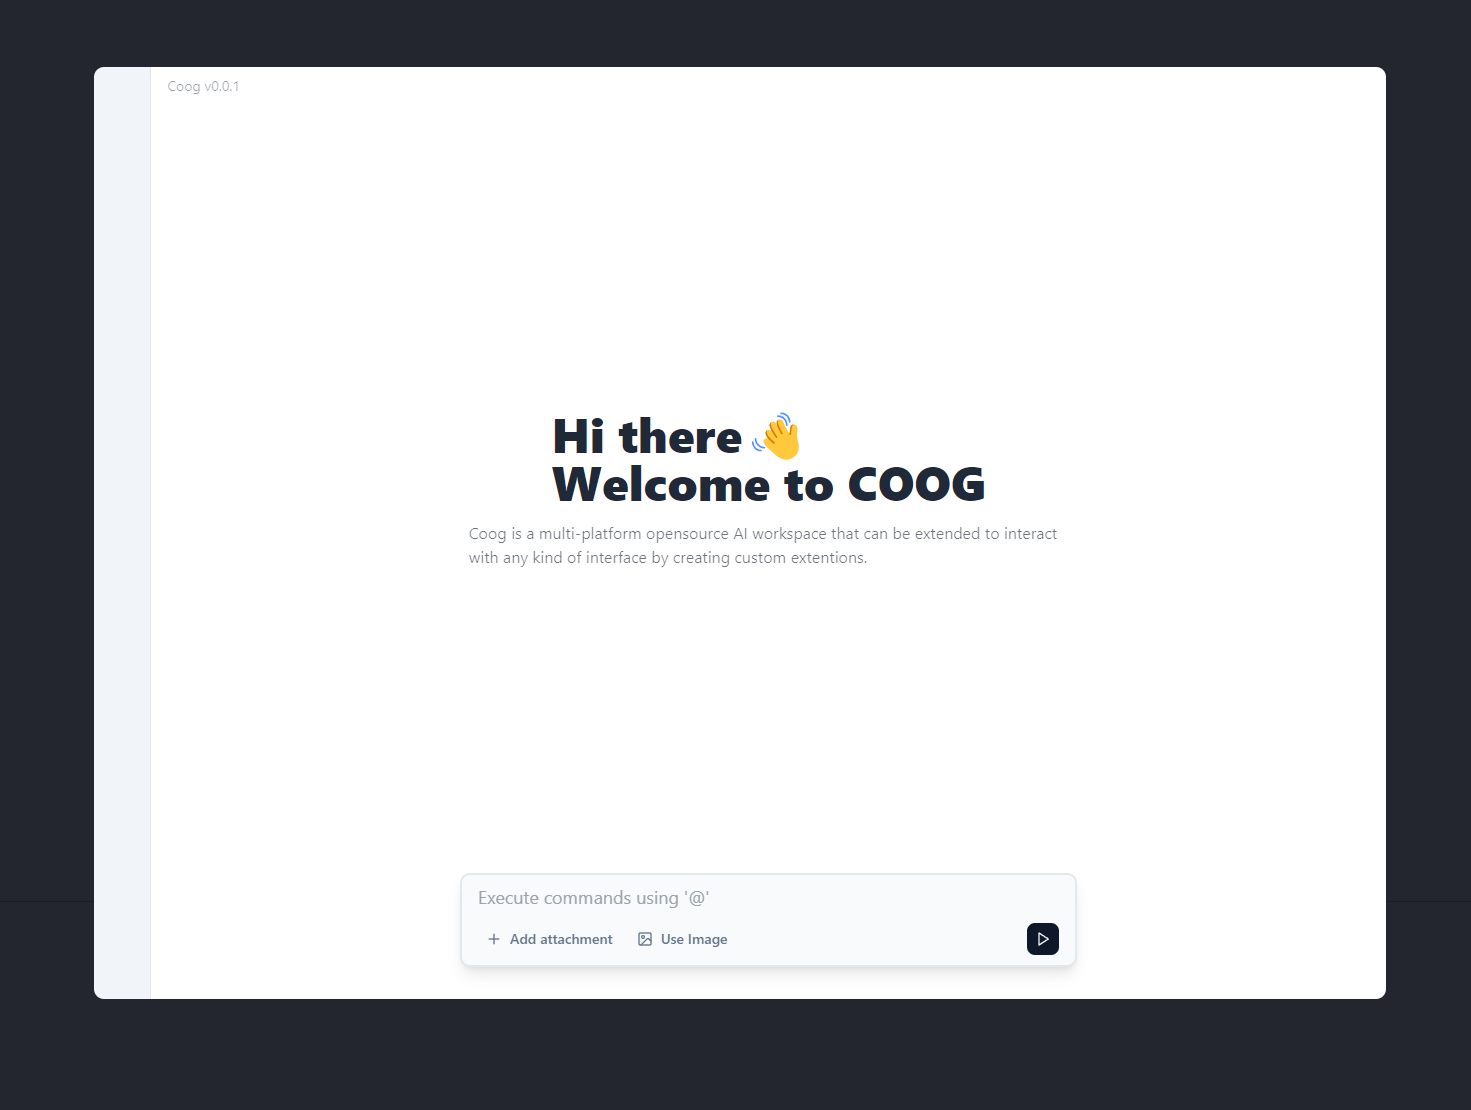 Coog v0.0.1
Hi there 👋
Welcome to COOG
Coog is a multi-platform opensource AI workspace that can be extended to interact
with any kind of interface by creating custom extentions.
Execute commands using '@'
Add attachment
Use Image